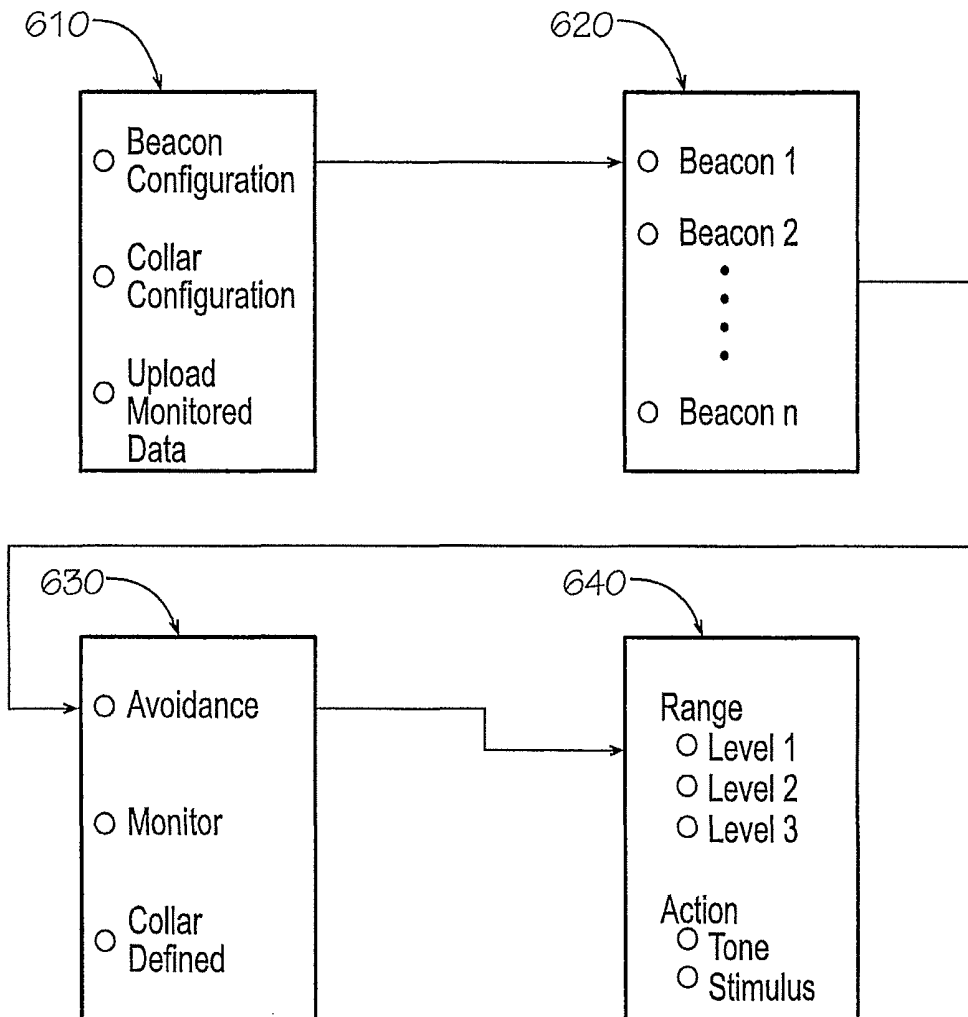 610
620
Beacon
Configuration
Collar
Configuration
Upload
Monitored
Data
Beacon 1
Beacon 2
Beacon n
630
640
Avoidance
Monitor
Collar
Defined
Range
Level 1
Level 2
Level 3
Action
Tone
Stimulus